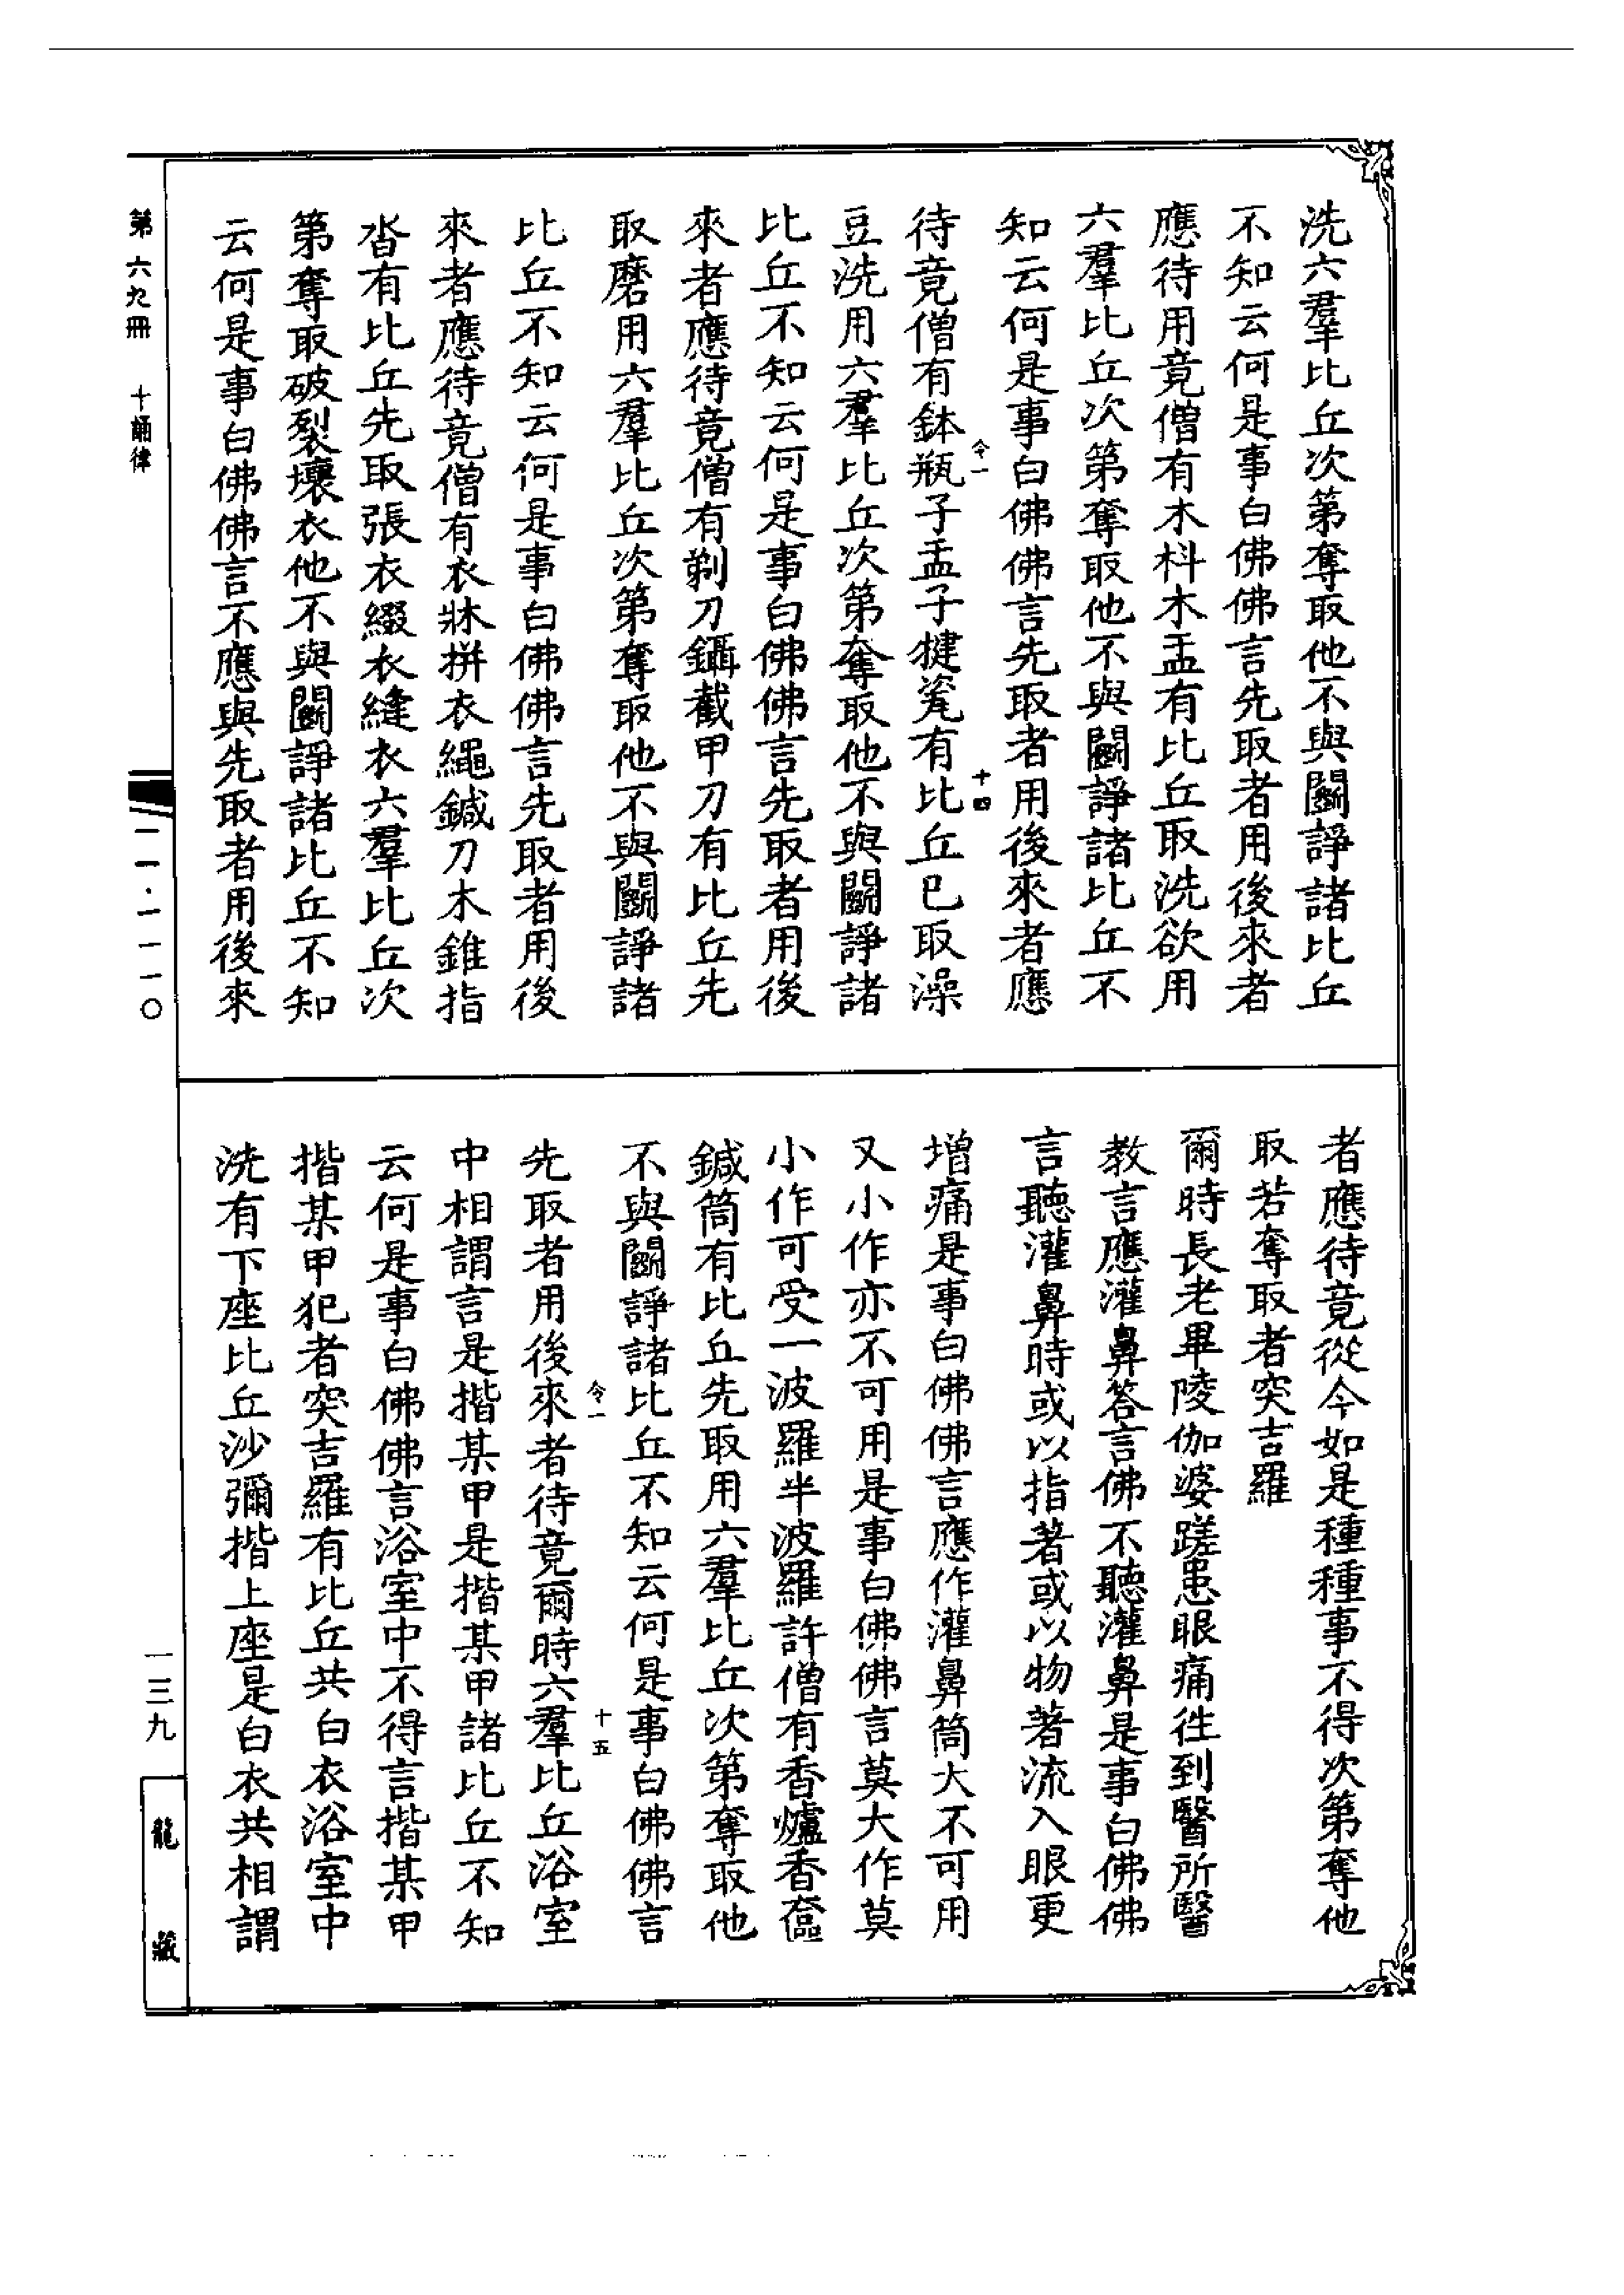 洗六羣比丘次第奪取他不與鬭諍諸比丘
不知云何是事白佛佛言先取者用後來者
應待用竟僧有木枓木盂有比丘取洗欲用
六羣比丘次第奪取他不與鬭諍諸比丘不
知云何是事白佛佛言先取者用後來者應
令一
十四
待竟僧有鉢瓶子盂子揵瓷有比丘已取澡
豆洗用六羣比丘次第奪取他不與鬭諍諸
比丘不知云何是事白佛佛言先取者用後
來者應待竟僧有剃刀鑷截甲刀有比丘先
取磨用六羣比丘次第奪取他不與鬭諍諸
比丘不知云何是事白佛佛言先取者用後
來者應待竟僧有衣牀拼衣繩鍼刀木錐指
沓有比丘先取張衣綴衣縫衣六羣比丘次
第奪取破裂壞衣他不與鬭諍諸比丘不知
云何是事白佛佛言不應與先取者用後來
者應待竟從今如是種種事不得次第奪他
取若奪取者突吉羅
爾時長老畢陵伽婆蹉患眼痛徃到醫所醫
教言應灌鼻答言佛不聽灌鼻是事白佛佛
言聽灌鼻時或以指著或以物著流入眼更
增痛是事白佛佛言應作灌鼻筒大不可用
又小作亦不可用是事白佛佛言莫大作莫
小作可受一波羅半波羅許僧有香爐香奩
鍼筒有比丘先取用六羣比丘次第奪取他
不與鬭諍諸比丘不知云何是事白佛佛言
令一
十五
先取者用後來者待竟爾時六羣比丘浴室
中相謂言是揩某甲是揩某甲諸比丘不知
云何是事白佛佛言浴室中不得言揩某甲
揩某甲犯者突吉羅有比丘共白衣浴室中
洗有下座比丘沙彌揩上座是白衣共相謂
第六九冊 十誦律
一一·一一一〇
一三九
龍藏